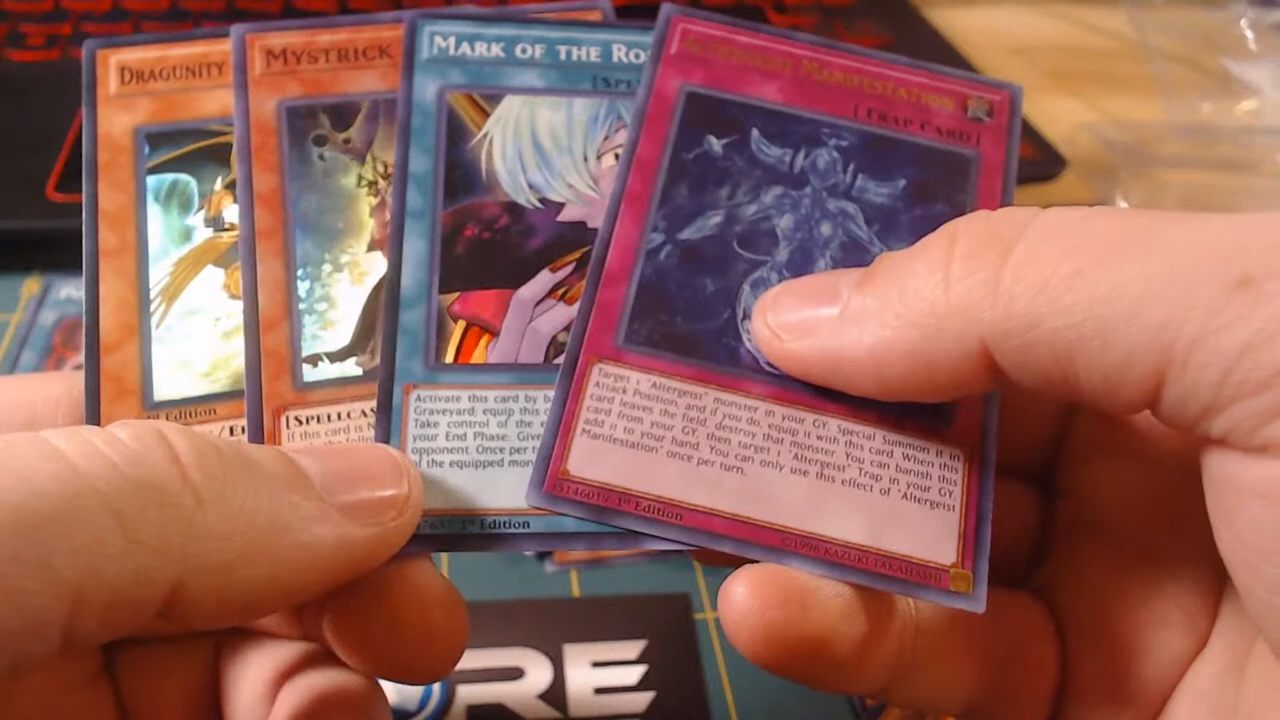 DRAGUNITY
1st Edition
MYSTRICK
[SPELLCAS
If this card is N
MARK OF THE RO
[SPE
Activate this card by b
Graveyard; equip this c
Take control of the e
your End Phase: Give
opponent. Once per t
of the equipped mon
1st Edition
ALTERGEIST MANIFESTATION
[TRAP CARD]
Target 1 "Altergeist" monster in your GY; Special Summon it in
Attack Position, and if you do, equip it with this card. When this
card leaves the field, destroy that monster. You can banish this
card from your GY, then target 1 "Altergeist" Trap in your GY;
add it to your hand. You can only use this effect of "Altergeist
Manifestation" once per turn.
S146019 1st Edition
©1996 KAZUKI TAKAHASHI
RE